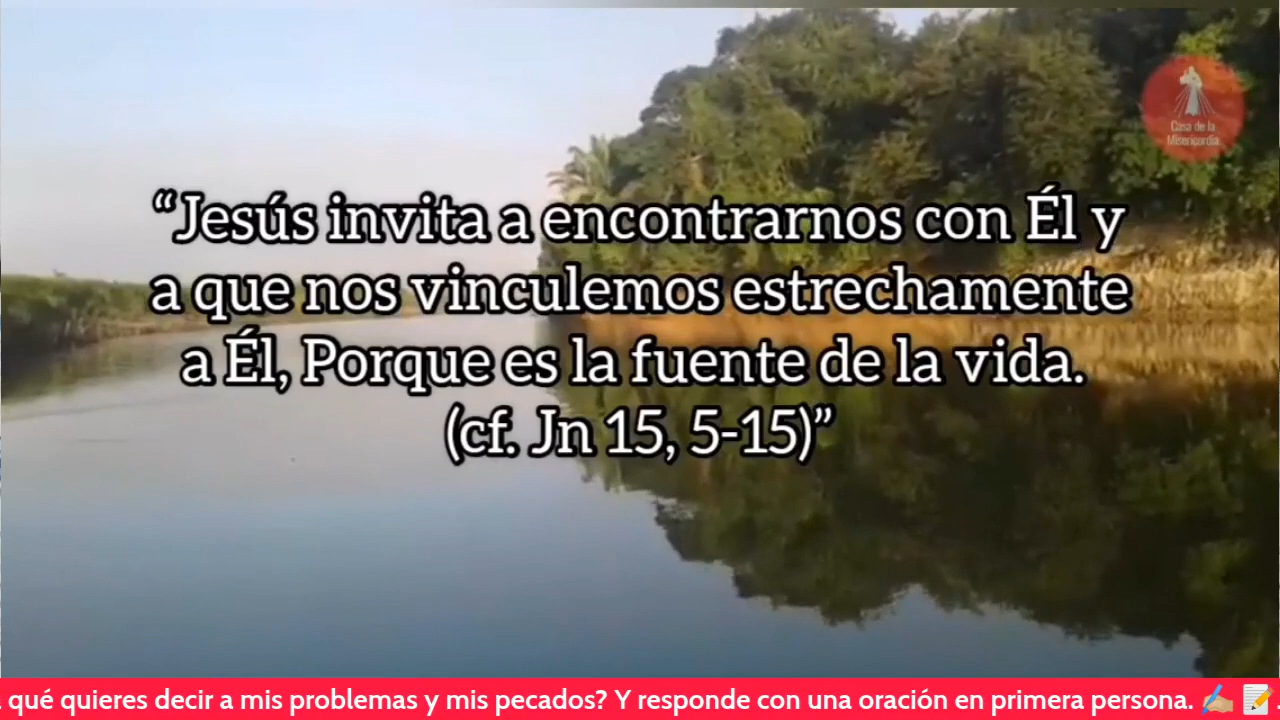 Casa de la
Misericordia
“Jesús invita a encontrarnos con Él y
a que nos vinculemos estrechamente
a Él, Porque es la fuente de la vida.
(cf. Jn 15, 5-15)”
qué quieres decir a mis problemas y mis pecados? Y responde con una oración en primera persona. ✍🏼 📝